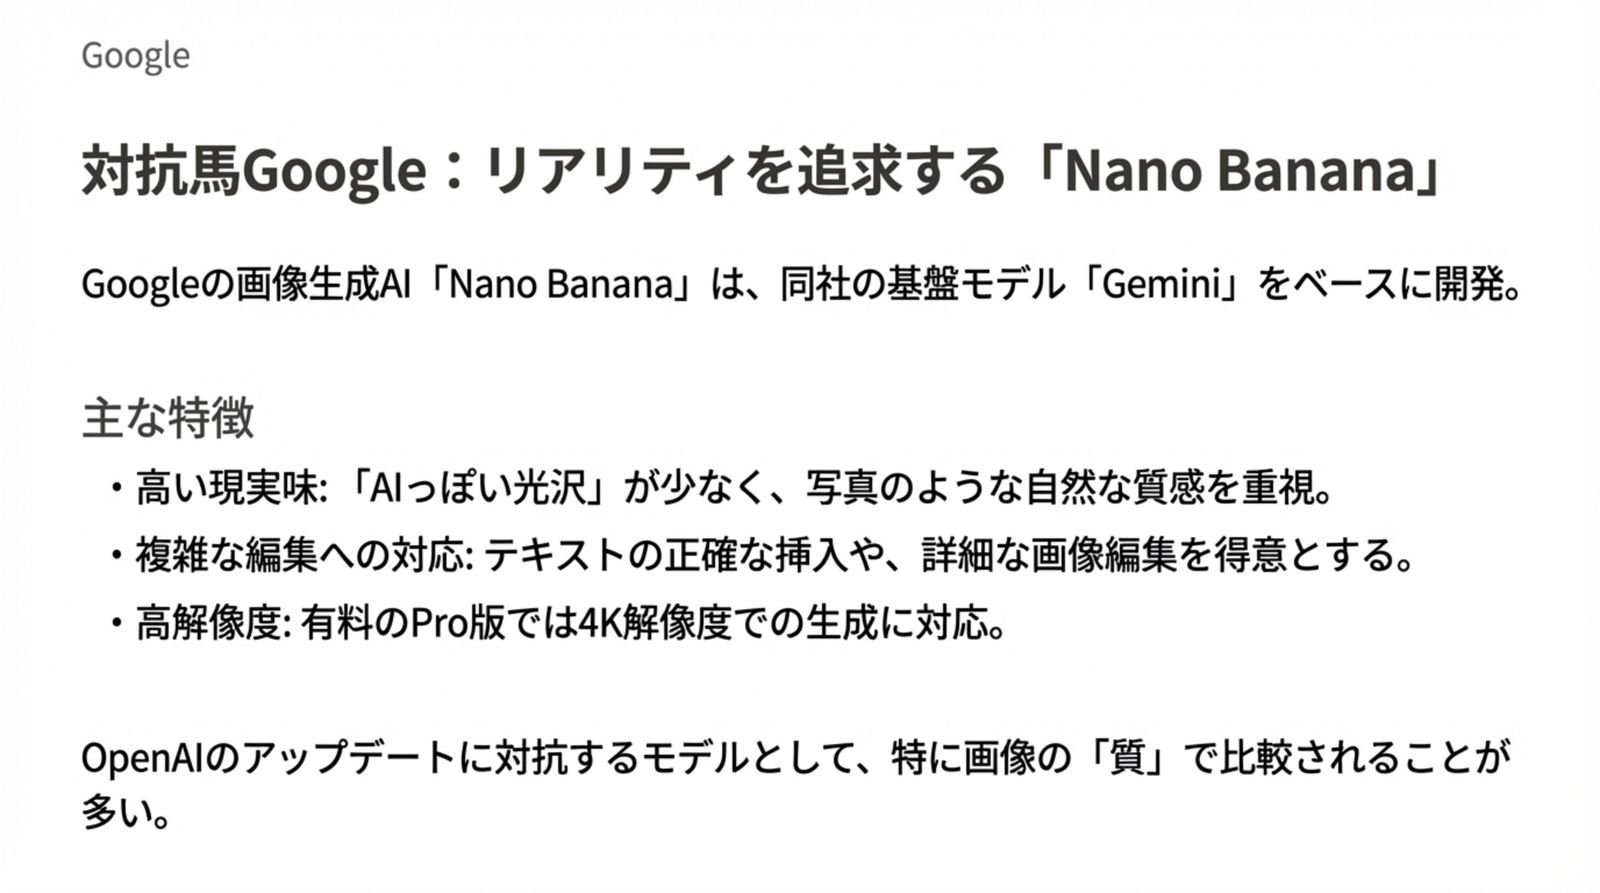 Google
対抗馬Google：リアリティを追求する「Nano Banana」
Googleの画像生成AI「Nano Banana」は、同社の基盤モデル「Gemini」をベースに開発。
主な特徴
・高い現実味: 「AIっぽい光沢」が少なく、写真のような自然な質感を重視。
・複雑な編集への対応: テキストの正確な挿入や、詳細な画像編集を得意とする。
・高解像度: 有料のPro版では4K解像度での生成に対応。
OpenAIのアップデートに対抗するモデルとして、特に画像の「質」で比較されることが
多い。